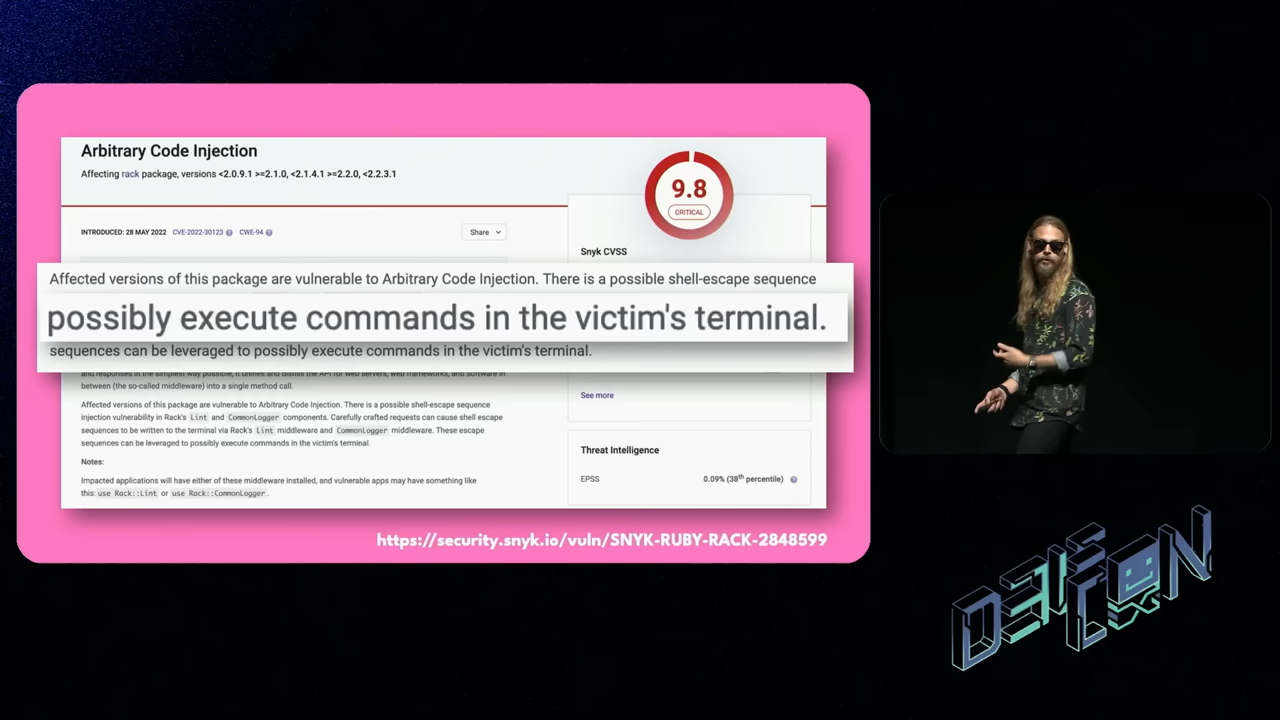 Arbitrary Code Injection
Affecting rack package, versions <2.0.9.1 >=2.1.0, <2.1.4.1 >=2.2.0, <2.2.3.1
9.8
CRITICAL
INTRODUCED: 28 MAY 2022 CVE-2022-30123 CWE-94
Share
Snyk CVSS
Affected versions of this package are vulnerable to Arbitrary Code Injection. There is a possible shell-escape sequence
possibly execute commands in the victim's terminal.
sequences can be leveraged to possibly execute commands in the victim's terminal.
and responses in the simplest way possible, it unifies the API for web servers, web frameworks, and software in
between (the so-called middleware) into a single method call.
See more
Affected versions of this package are vulnerable to Arbitrary Code Injection. There is a possible shell-escape sequence
injection vulnerability in Rack's Lint and CommonLogger components. Carefully crafted requests can cause shell escape
sequences to be written to the terminal via Rack's Lint middleware and CommonLogger middleware. These escape
sequences can be leveraged to possibly execute commands in the victim's terminal.
Threat Intelligence
Notes:
EPSS 0.09% (38th percentile)
Impacted applications will have either of these middleware installed, and vulnerable apps may have something like
this: use Rack::Lint or use Rack::CommonLogger.
https://security.snyk.io/vuln/SNYK-RUBY-RACK-2848599
DEF CON